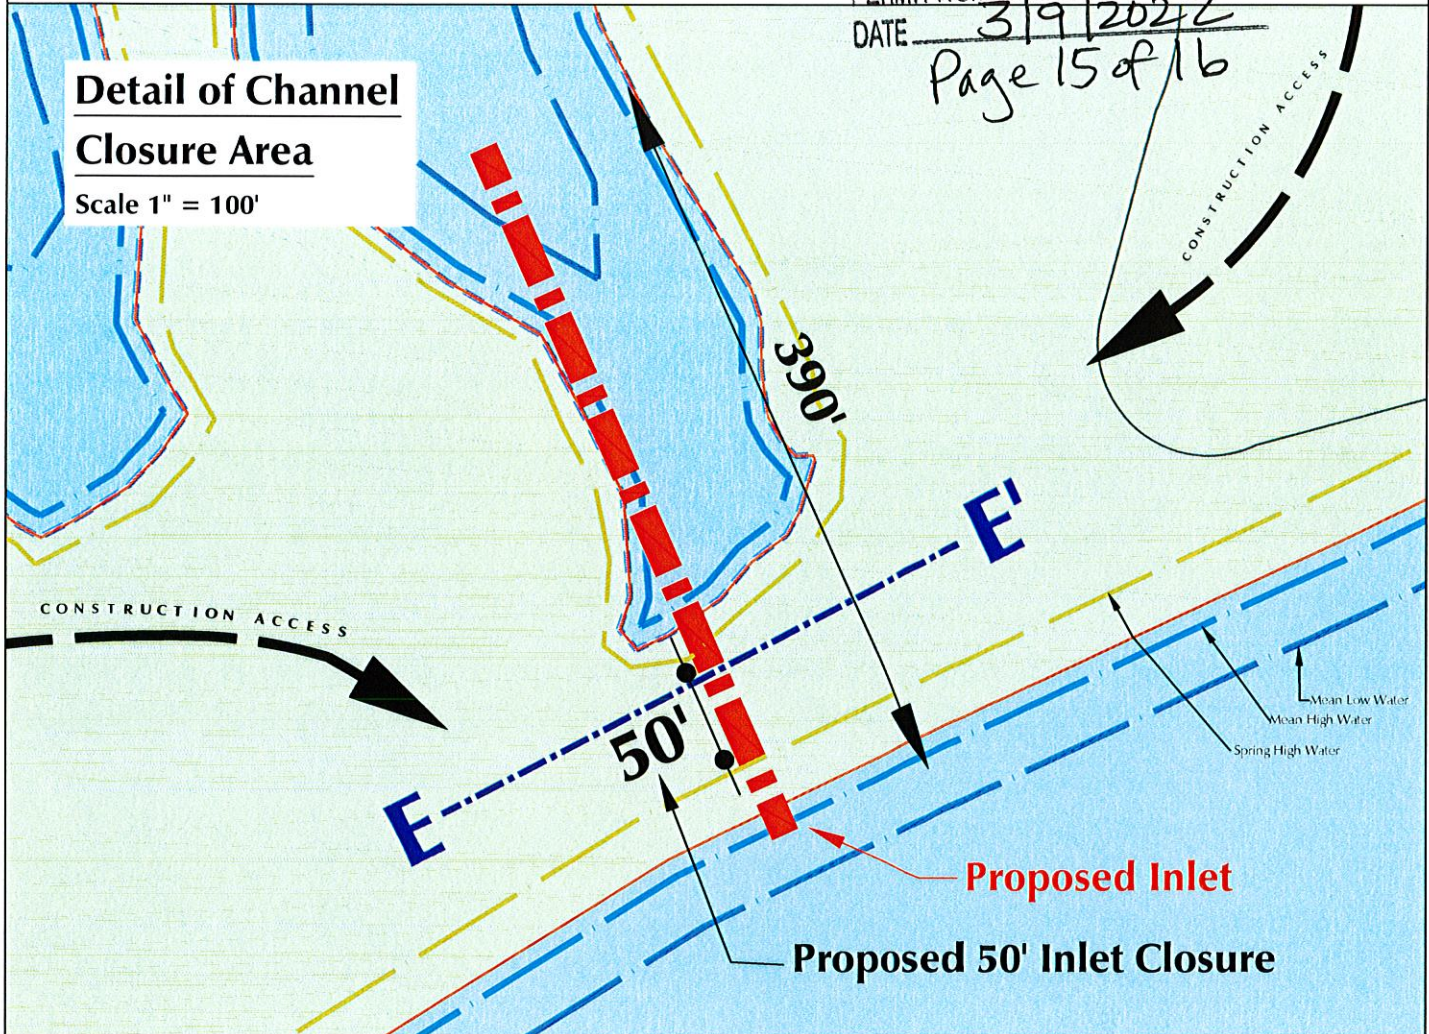 DATE 3/9/2022
Page 15 of 16
Detail of Channel
Closure Area
Scale 1" = 100'
CONSTRUCTION ACCESS
390'
E'
CONSTRUCTION ACCESS
50'
E
Mean Low Water
Mean High Water
Spring High Water
Proposed Inlet
Proposed 50' Inlet Closure